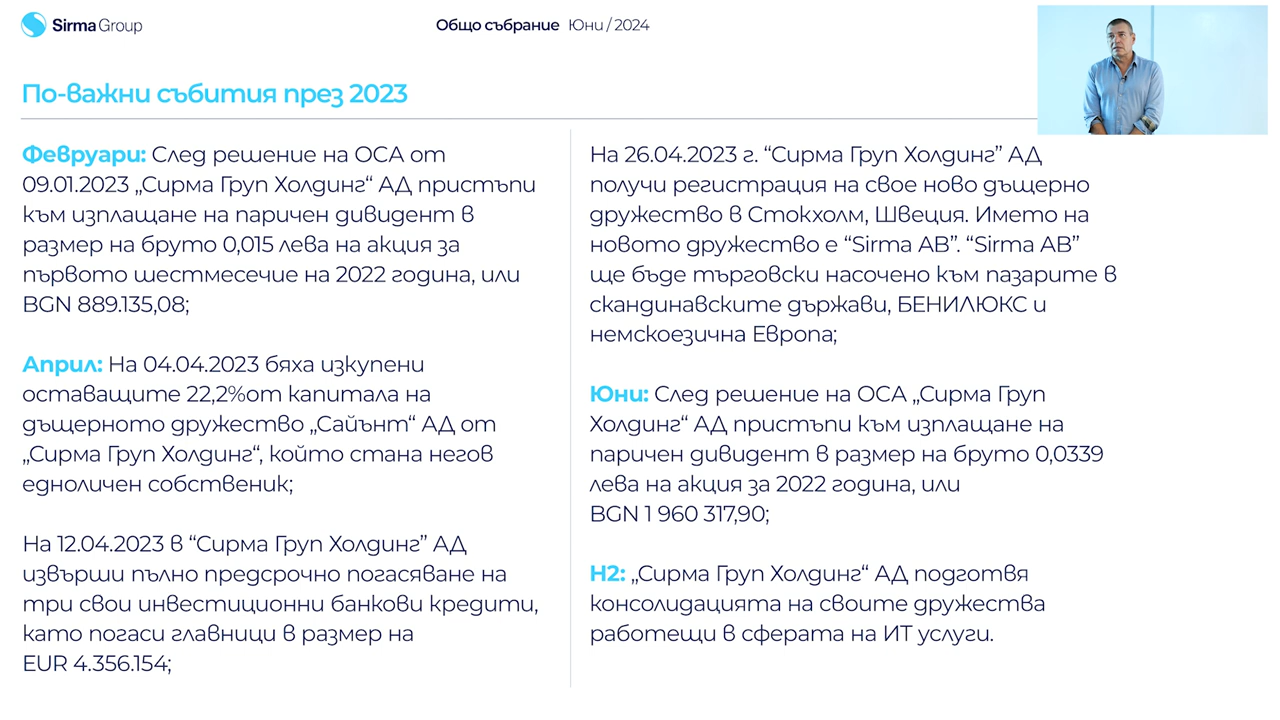 Sirma Group
Общо събрание Юни / 2024
По-важни събития през 2023
Февруари: След решение на ОСА от
09.01.2023 „Сирма Груп Холдинг“ АД пристъпи
към изплащане на паричен дивидент в
размер на бруто 0,015 лева на акция за
първото шестмесечие на 2022 година, или
BGN 889.135,08;
Април: На 04.04.2023 бяха изкупени
оставащите 22,2%от капитала на
дъщерното дружество „Сайънт“ АД от
„Сирма Груп Холдинг“, който стана негов
едноличен собственик;
На 12.04.2023 в “Сирма Груп Холдинг” АД
извърши пълно предсрочно погасяване на
три свои инвестиционни банкови кредити,
като погаси главници в размер на
EUR 4.356.154;
На 26.04.2023 г. “Сирма Груп Холдинг” АД
получи регистрация на свое ново дъщерно
дружество в Стокхолм, Швеция. Името на
новото дружество е “Sirma AB”. “Sirma AB”
ще бъде търговски насочено към пазарите в
скандинавските държави, БЕНИЛЮКС и
немскоезична Европа;
Юни: След решение на ОСА „Сирма Груп
Холдинг“ АД пристъпи към изплащане на
паричен дивидент в размер на бруто 0,0339
лева на акция за 2022 година, или
BGN 1 960 317,90;
H2: „Сирма Груп Холдинг“ АД подготвя
консолидацията на своите дружества
работещи в сферата на ИТ услуги.